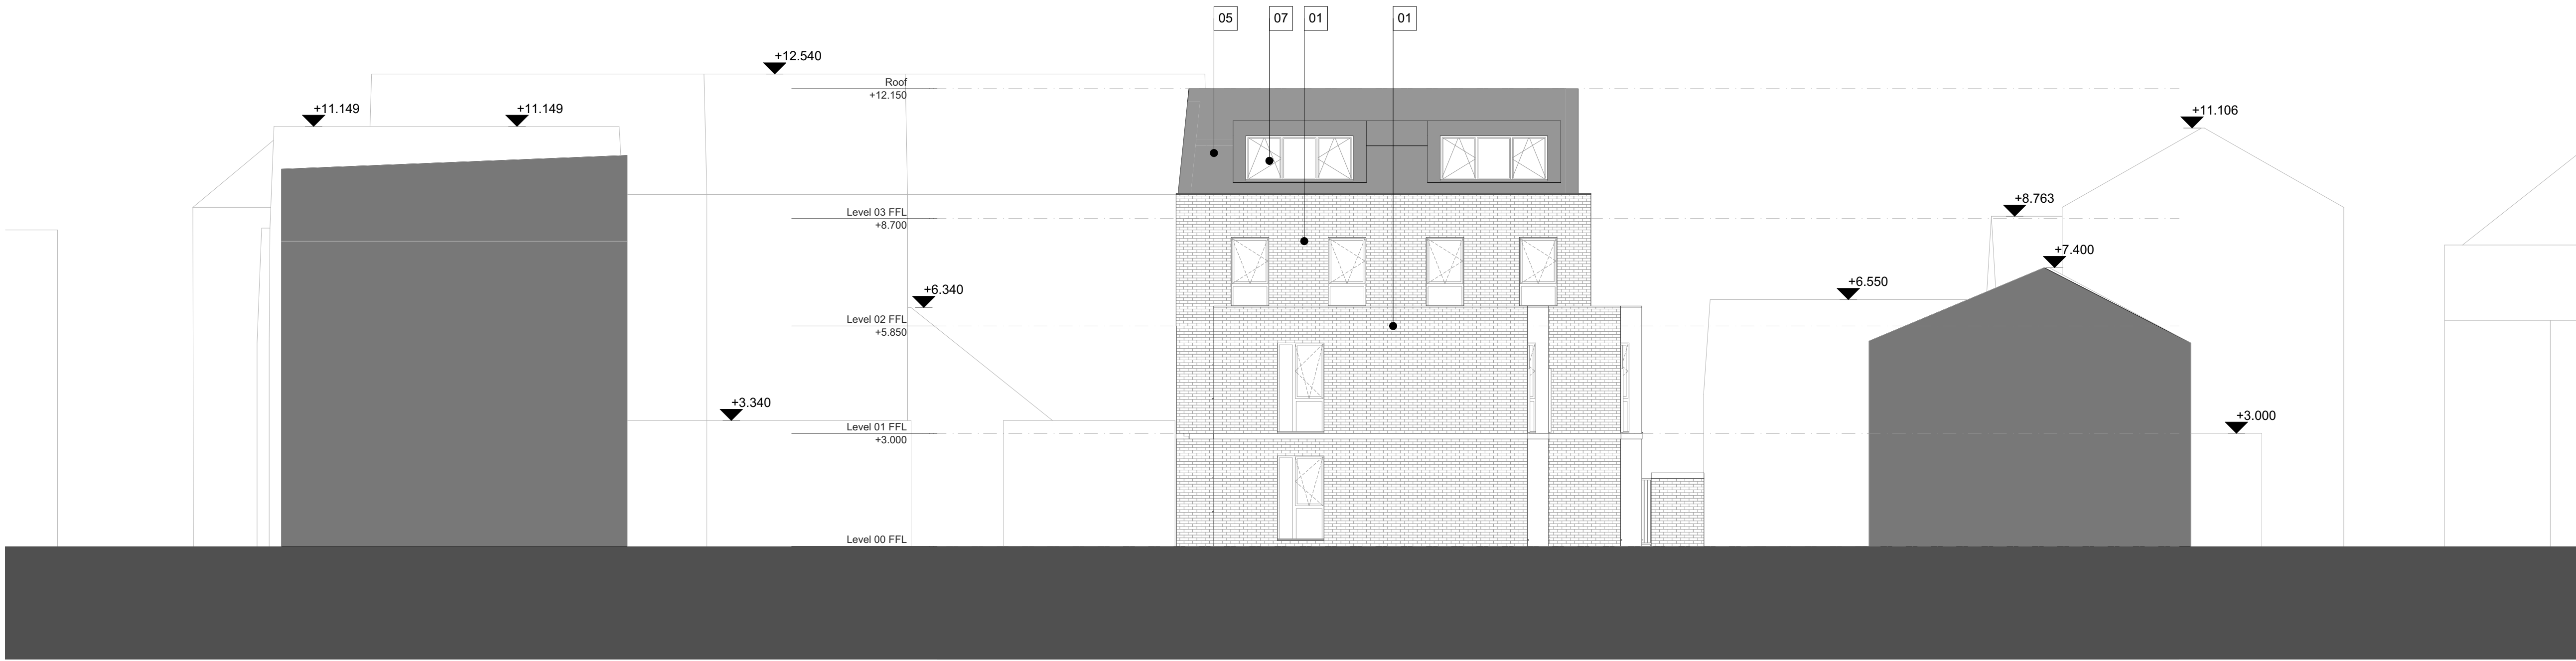 05 07 01 01
+12.540
Roof
+12.150
+11.149 +11.149
+11.106
+8.763
Level 03 FFL
+8.700
+7.400
+6.550
+6.340
Level 02 FFL
+5.850
+3.340
+3.000
Level 01 FFL
+3.000
Level 00 FFL